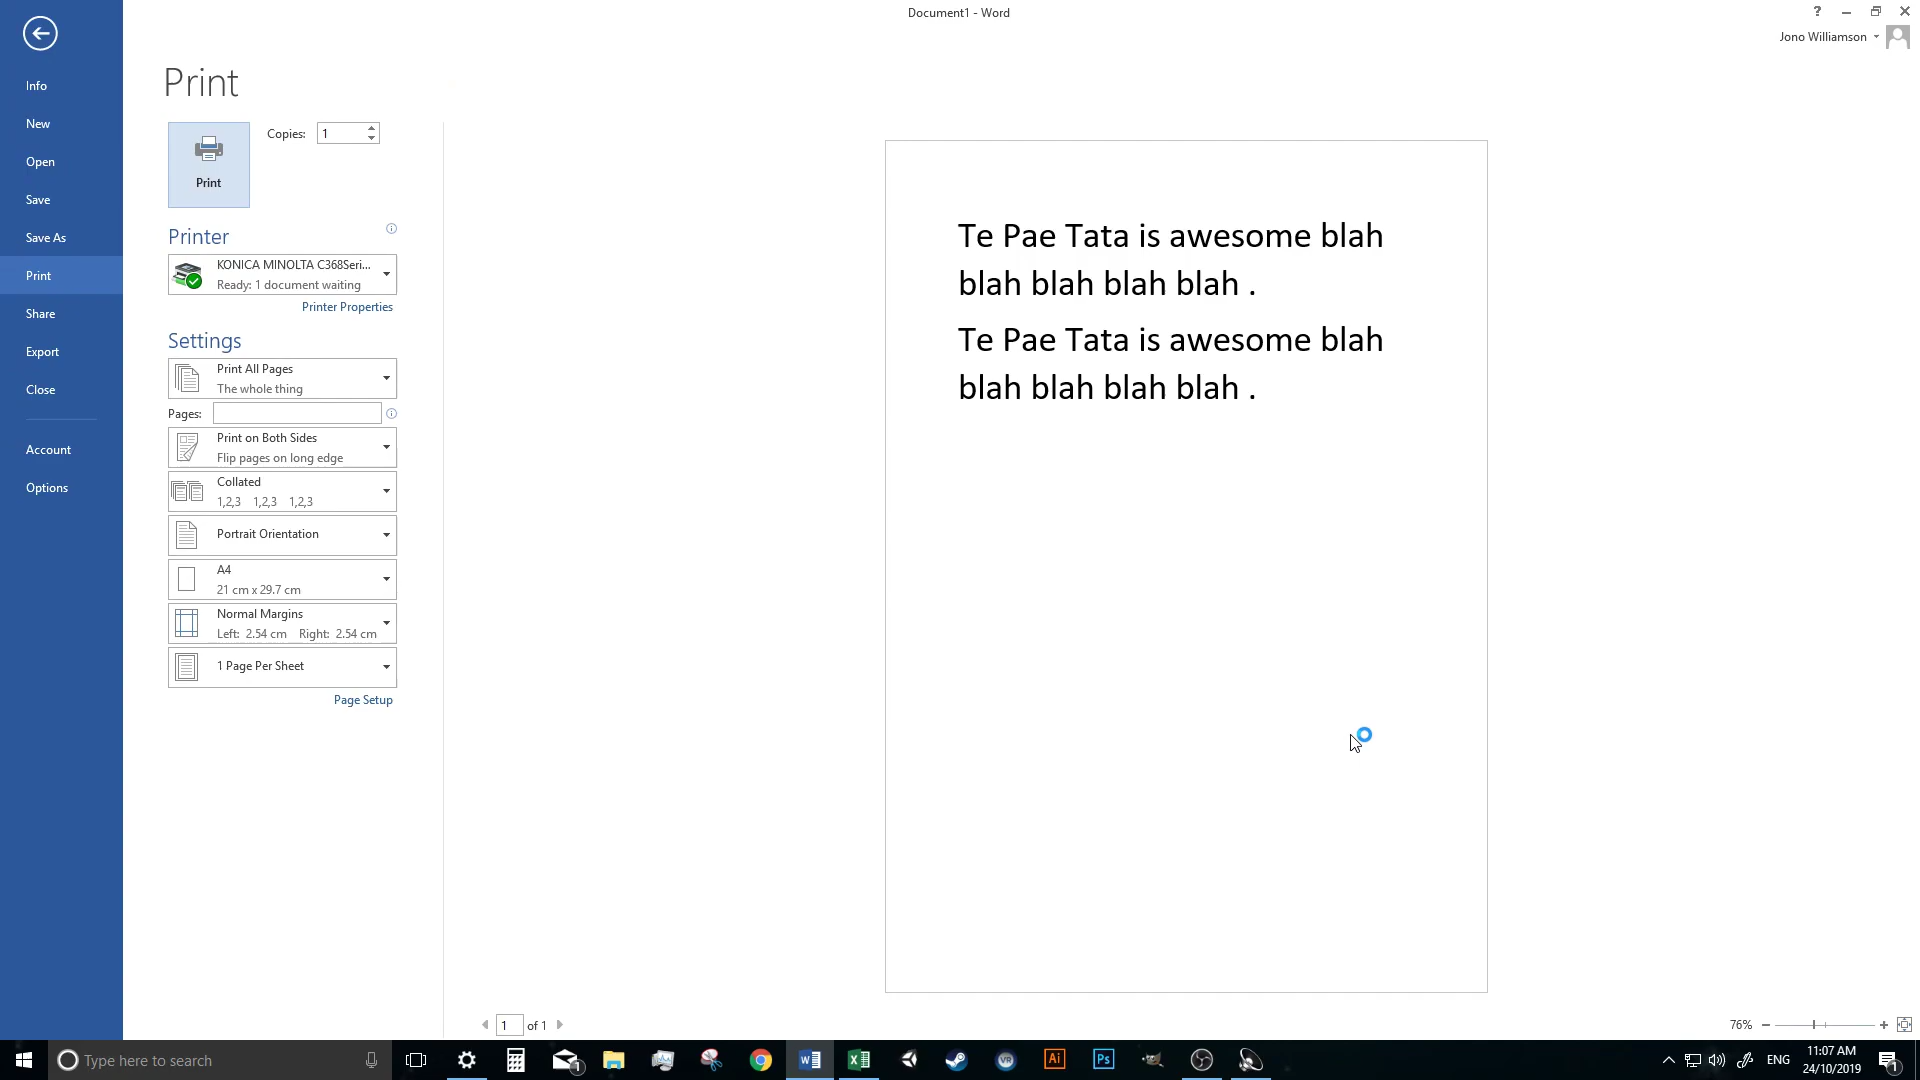 Document1 - Word
?
Jono Williamson
Info
New
Open
Save
Save As
Print
Share
Export
Close
Account
Options
Print
Print
Copies: 1
Printer
KONICA MINOLTA C368Seri...
Ready: 1 document waiting
Printer Properties
Settings
Print All Pages
The whole thing
Pages:
Print on Both Sides
Flip pages on long edge
Collated
1,2,3 1,2,3 1,2,3
Portrait Orientation
A4
21 cm x 29.7 cm
Normal Margins
Left: 2.54 cm Right: 2.54 cm
1 Page Per Sheet
Page Setup
Te Pae Tata is awesome blah
blah blah blah blah .
Te Pae Tata is awesome blah
blah blah blah blah .
1 of 1
76%
Type here to search
1
VR
Ai
Ps
ENG
11:07 AM
24/10/2019
1